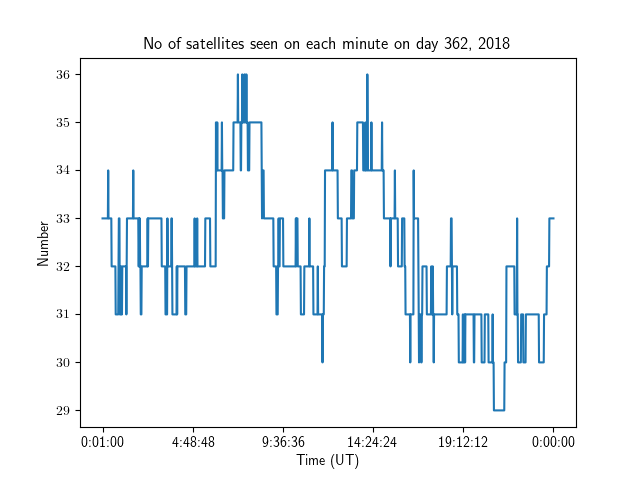 No of satellites seen on each minute on day 362, 2018
36
35
34
33
32
31
30
29
Number
0:01:00 4:48:48 9:36:36 14:24:24 19:12:12 0:00:00
Time (UT)